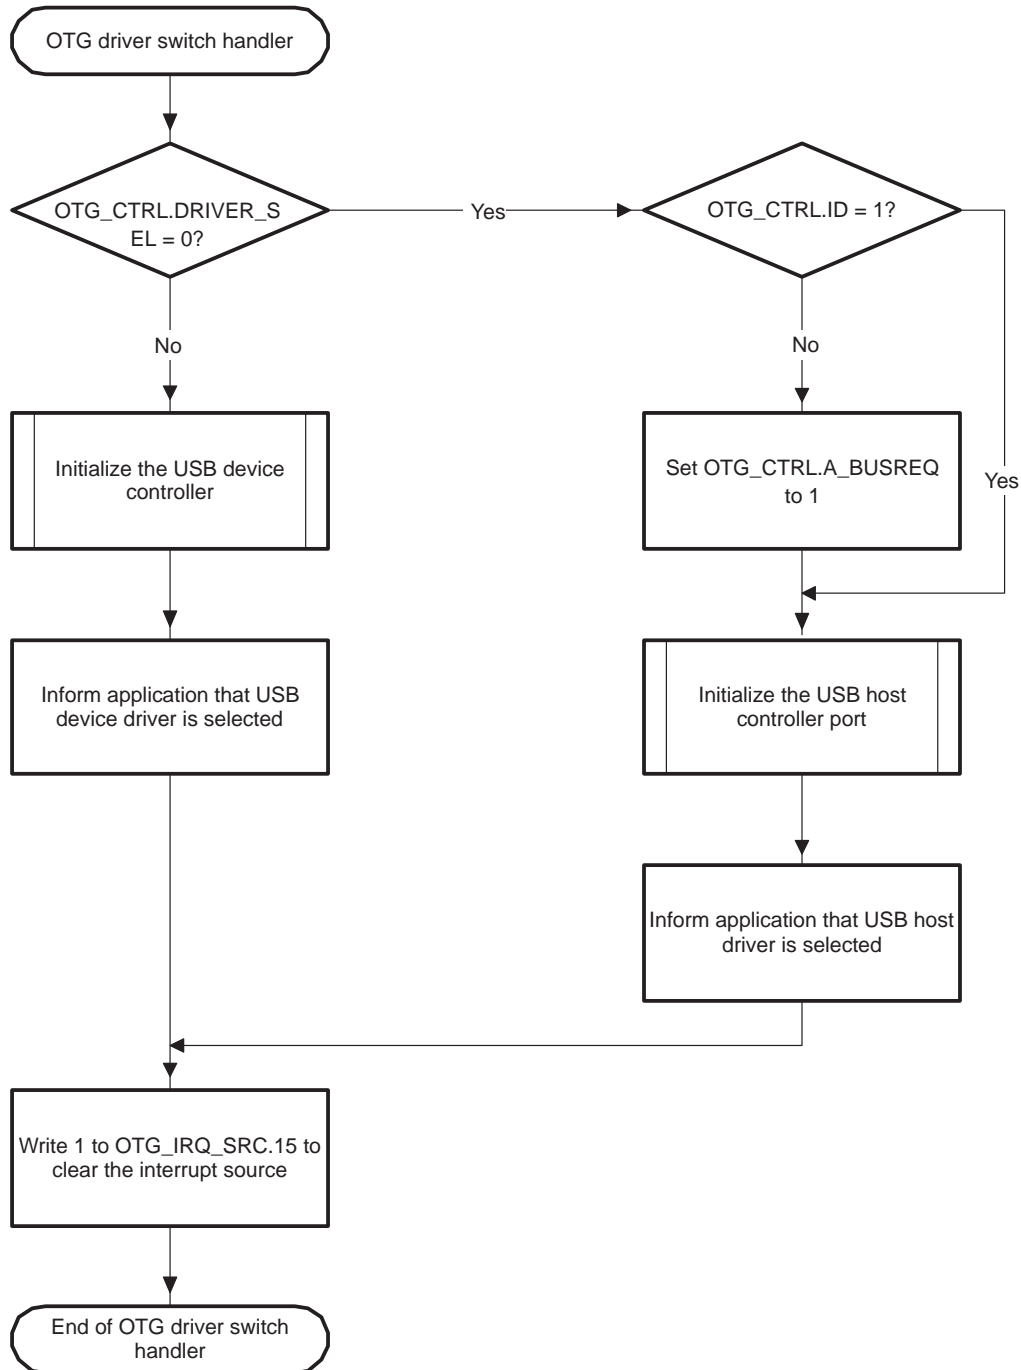 OTG driver switch handler
OTG_CTRL.DRIVER_S
EL = 0?
Yes
OTG_CTRL.ID = 1?
No
No
Initialize the USB device
controller
Set OTG_CTRL.A_BUSREQ
to 1
Yes
Inform application that USB
device driver is selected
Initialize the USB host
controller port
Inform application that USB host
driver is selected
Write 1 to OTG_IRQ_SRC.15 to
clear the interrupt source
End of OTG driver switch
handler